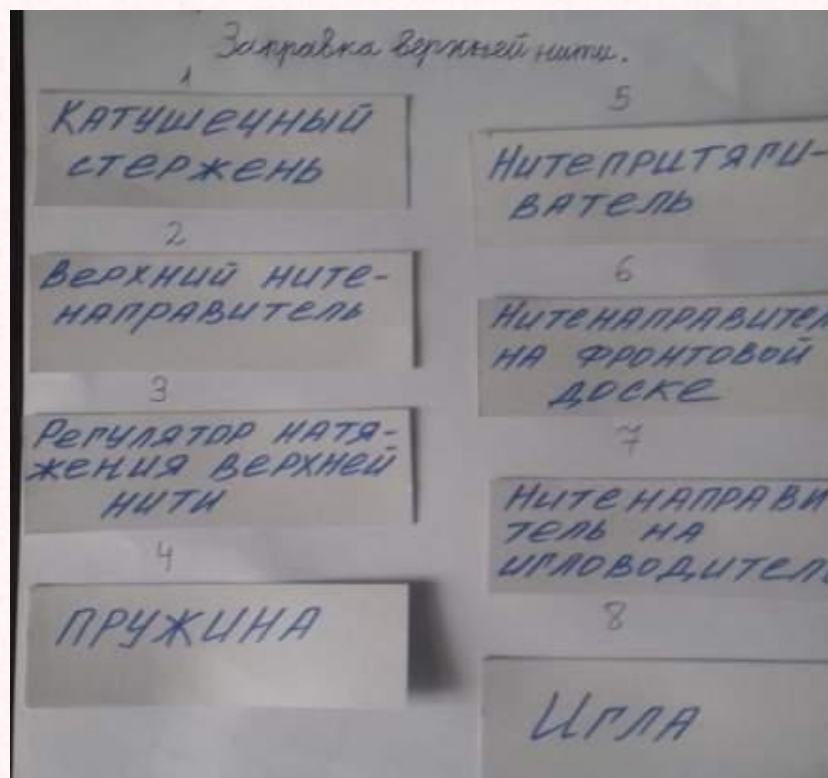 Заправка верхней нити.
1
Катушечный
стержень
2
Верхний ните-
направитель
3
Регулятор натя-
жения верхней
нити
4
Пружина
5
Нитепритяги-
ватель
6
Нитенаправител
на фронтовой
доске
7
Нитенаправи
тель на
игловодител
8
Игла